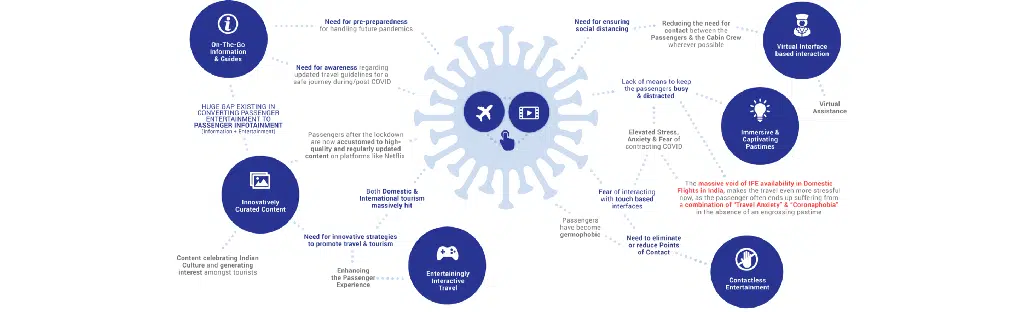 On-The-Go
Information
& Guides
Need for pre-preparedness
for handling future pandemics
Need for awareness regarding
updated travel guidelines for a
safe journey during/post COVID
HUGE GAP EXISTING IN
CONVERTING PASSENGER
ENTERTAINMENT TO
PASSENGER INFOTAINMENT
(Information + Entertainment)
Passengers after the lockdown
are now accustomed to high-
quality and regularly updated
content on platforms like Netflix
Innovatively
Curated Content
Both Domestic &
International tourism
massively hit
Need for innovative strategies
to promote travel & tourism
Content celebrating Indian
Culture and generating
interest amongst tourists
Enhancing
the Passenger
Experience
Entertainingly
Interactive
Travel
Need for ensuring
social distancing
Reducing the need for
contact between the
Passengers & the Cabin Crew
wherever possible
Virtual Interface
based interaction
Virtual
Assistance
Lack of means to keep
the passengers busy
& distracted
Immersive &
Captivating
Pastimes
Elevated Stress,
Anxiety & Fear of
contracting COVID
The massive void of IFE availability in Domestic
Flights in India, makes the travel even more stressful
now, as the passenger often ends up suffering from
a combination of "Travel Anxiety" & "Coronaphobia"
in the absence of an engrossing pastime
Fear of interacting
with touch based
interfaces
Passengers
have become
germophobic
Need to eliminate
or reduce Points
of Contact
Contactless
Entertainment